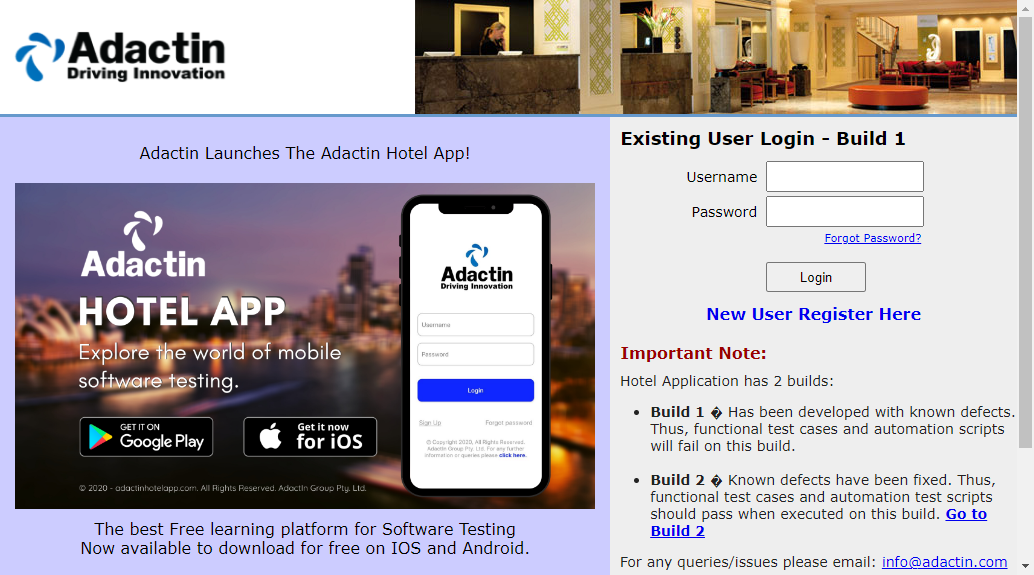 Adactin
Driving Innovation
Adactin Launches The Adactin Hotel App!
Adactin
HOTEL APP
Explore the world of mobile
software testing.
GET IT ON
Google Play
Get it now
for iOS
© 2020 - adactinhotelapp.com. All Rights Reserved. AdactIn Group Pty. Ltd.
Adactin
Driving Innovation
Username
Password
Login
Sign Up
Forgot password?
© Copyright 2020, All Rights Reserved.
AdactIn Group Pty. Ltd. For any further
information or queries please click here.
The best Free learning platform for Software Testing
Now available to download for free on IOS and Android.
Existing User Login - Build 1
Username
Password
Forgot Password?
Login
New User Register Here
Important Note:
Hotel Application has 2 builds:
• Build 1 � Has been developed with known defects.
Thus, functional test cases and automation scripts
will fail on this build.
• Build 2 � Known defects have been fixed. Thus,
functional test cases and automation test scripts
should pass when executed on this build. Go to
Build 2
For any queries/issues please email: info@adactin.com